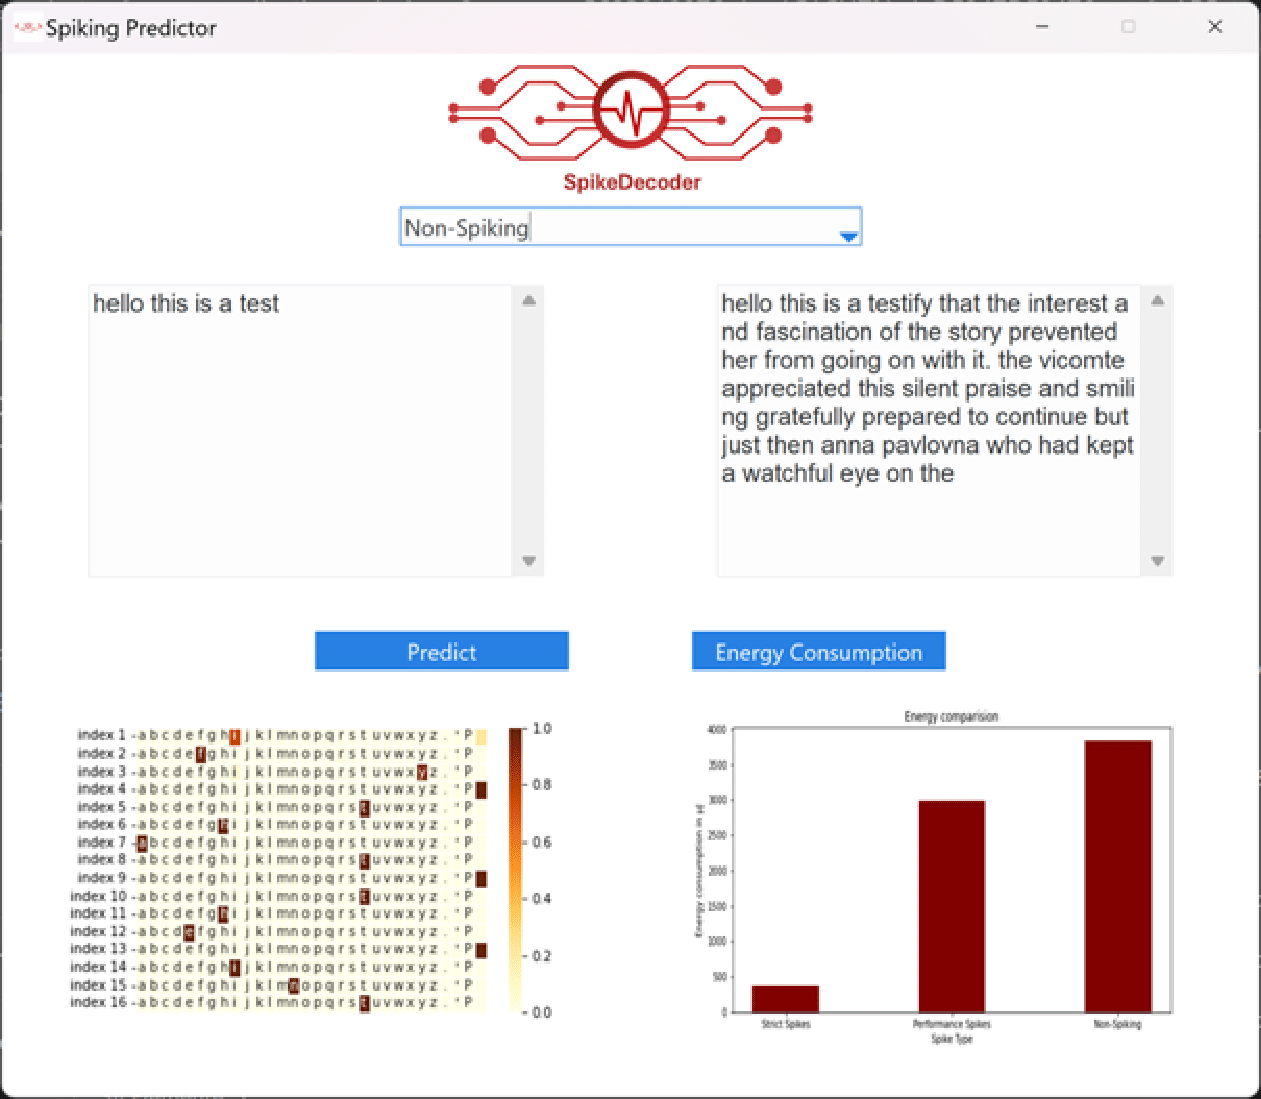 Spiking Predictor
SpikeDecoder
Non-Spiking
hello this is a test
hello this is a testify that the interest a
nd fascination of the story prevented
her from going on with it. the vicomte
appreciated this silent praise and smili
ng gratefully prepared to continue but
just then anna pavlovna who had kept
a watchful eye on the
Predict
Energy Consumption
index 1 -a b c d e f g h i j k l m n o p q r s t u v w x y z . " P
index 2 -a b c d e f g h i j k l m n o p q r s t u v w x y z . " P
index 3 -a b c d e f g h i j k l m n o p q r s t u v w x y z . " P
index 4 -a b c d e f g h i j k l m n o p q r s t u v w x y z . " P
index 5 -a b c d e f g h i j k l m n o p q r s t u v w x y z . " P
index 6 -a b c d e f g h i j k l m n o p q r s t u v w x y z . " P
index 7 -a b c d e f g h i j k l m n o p q r s t u v w x y z . " P
index 8 -a b c d e f g h i j k l m n o p q r s t u v w x y z . " P
index 9 -a b c d e f g h i j k l m n o p q r s t u v w x y z . " P
index 10 -a b c d e f g h i j k l m n o p q r s t u v w x y z . " P
index 11 -a b c d e f g h i j k l m n o p q r s t u v w x y z . " P
index 12 -a b c d e f g h i j k l m n o p q r s t u v w x y z . " P
index 13 -a b c d e f g h i j k l m n o p q r s t u v w x y z . " P
index 14 -a b c d e f g h i j k l m n o p q r s t u v w x y z . " P
index 15 -a b c d e f g h i j k l m n o p q r s t u v w x y z . " P
index 16 -a b c d e f g h i j k l m n o p q r s t u v w x y z . " P
1.0
0.8
0.6
0.4
0.2
0.0
Energy comparision
Energy consumption in
4000
3500
3000
2500
2000
1500
1000
500
0
Strict Spikes
Performance Spikes
Non-Spiking
Spike Type